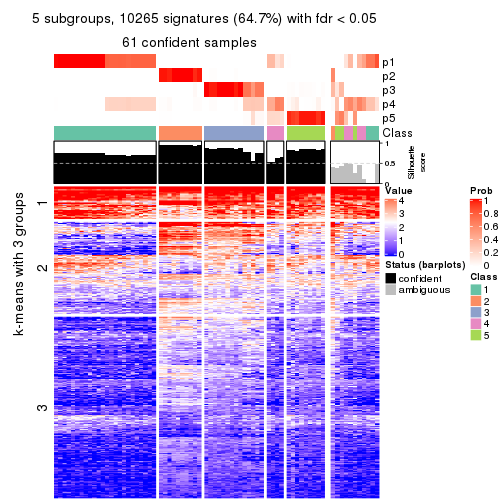 5 subgroups, 10265 signatures (64.7%) with fdr < 0.05
61 confident samples
p1
p2
p3
p4
p5
Class
1
0.5
0
Silhouette
score
k-means with 3 groups
1
2
3
Value
4
3
2
1
0
Status (barplots)
confident
ambiguous
Prob
1
0.8
0.6
0.4
0.2
0
Class
1
2
3
4
5